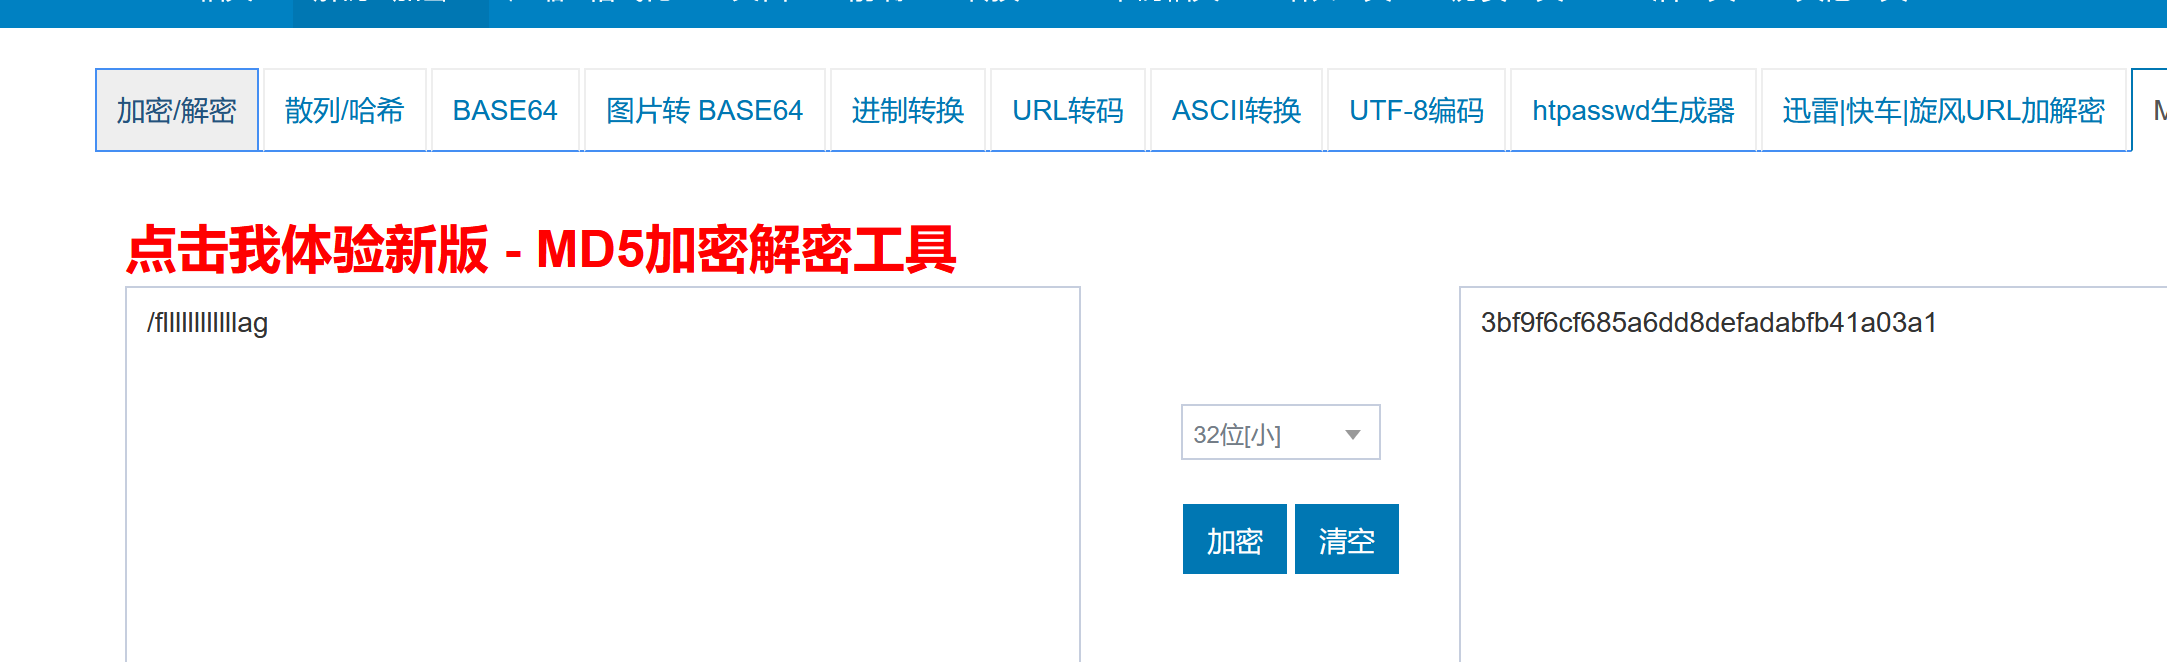 加密/解密 散列/哈希 BASE64 图片转 BASE64 进制转换 URL转码 ASCII转换 UTF-8编码 htpasswd生成器 迅雷|快车|旋风URL加解密
点击我体验新版 - MD5加密解密工具
/fllllllllllllag 3bf9f6cf685a6dd8defadabfb41a03a1
32位[小]
加密 清空